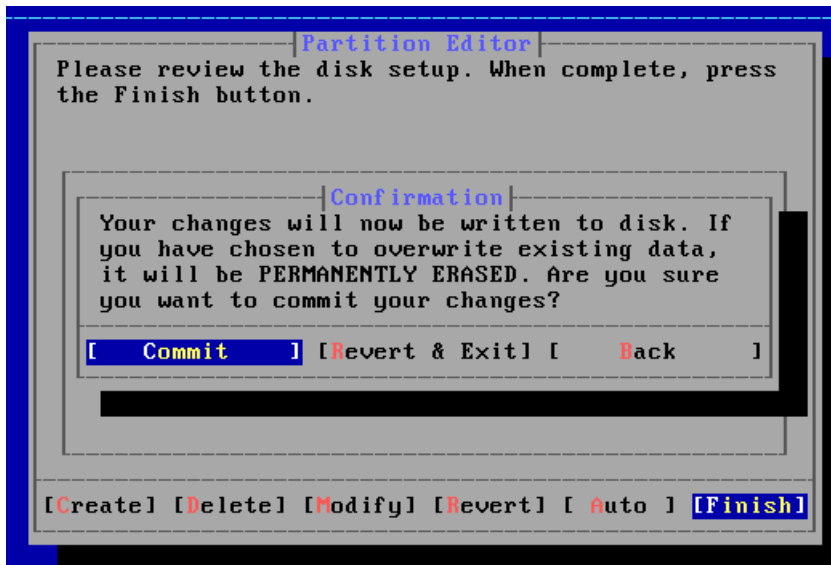 Partition Editor
Please review the disk setup. When complete, press
the Finish button.
Confirmation
Your changes will now be written to disk. If
you have chosen to overwrite existing data,
it will be PERMANENTLY ERASED. Are you sure
you want to commit your changes?
[ Commit ] [Revert & Exit] [ Back ]
[Create] [Delete] [Modify] [Revert] [ Auto ] [Finish]